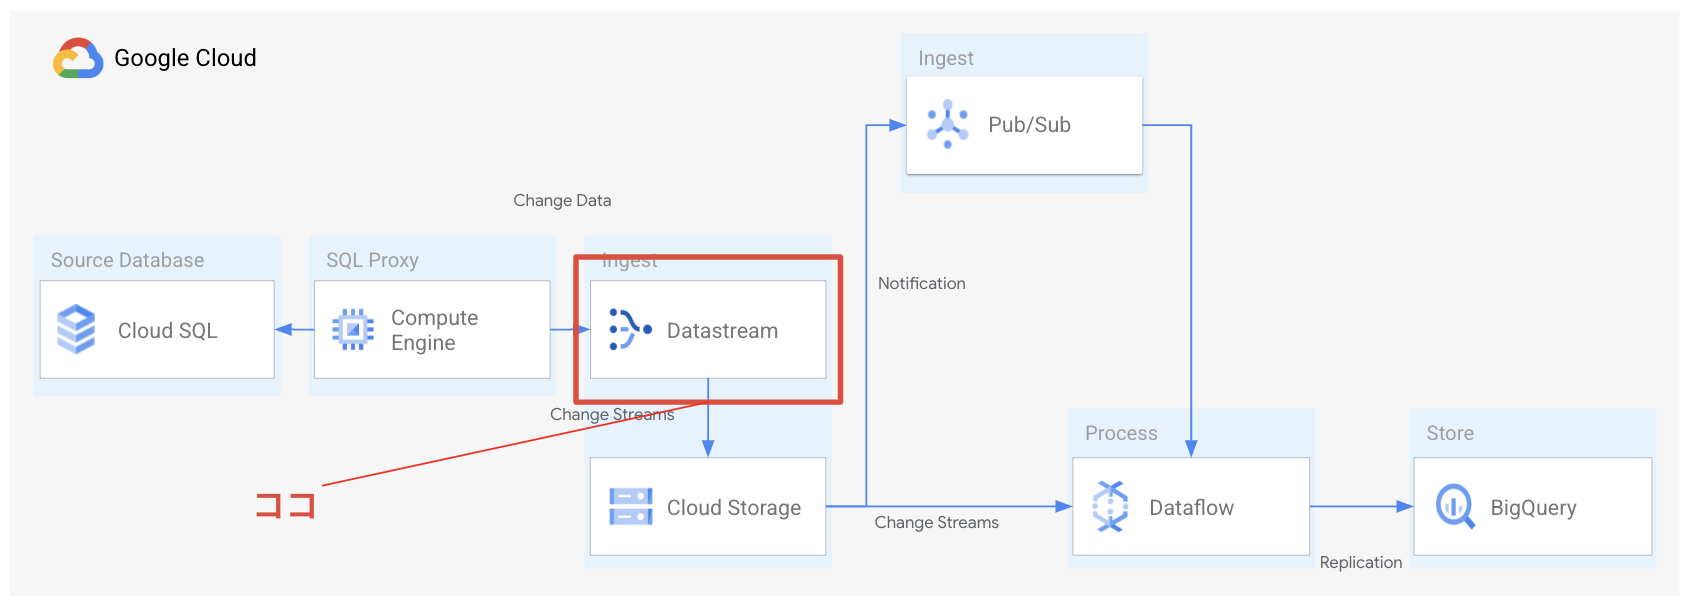 Google Cloud
Ingest
Pub/Sub
Change Data
Source Database
Cloud SQL
SQL Proxy
Compute
Engine
Ingest
Datastream
Notification
Change Streams
ココ
Cloud Storage
Change Streams
Process
Dataflow
Replication
Store
BigQuery